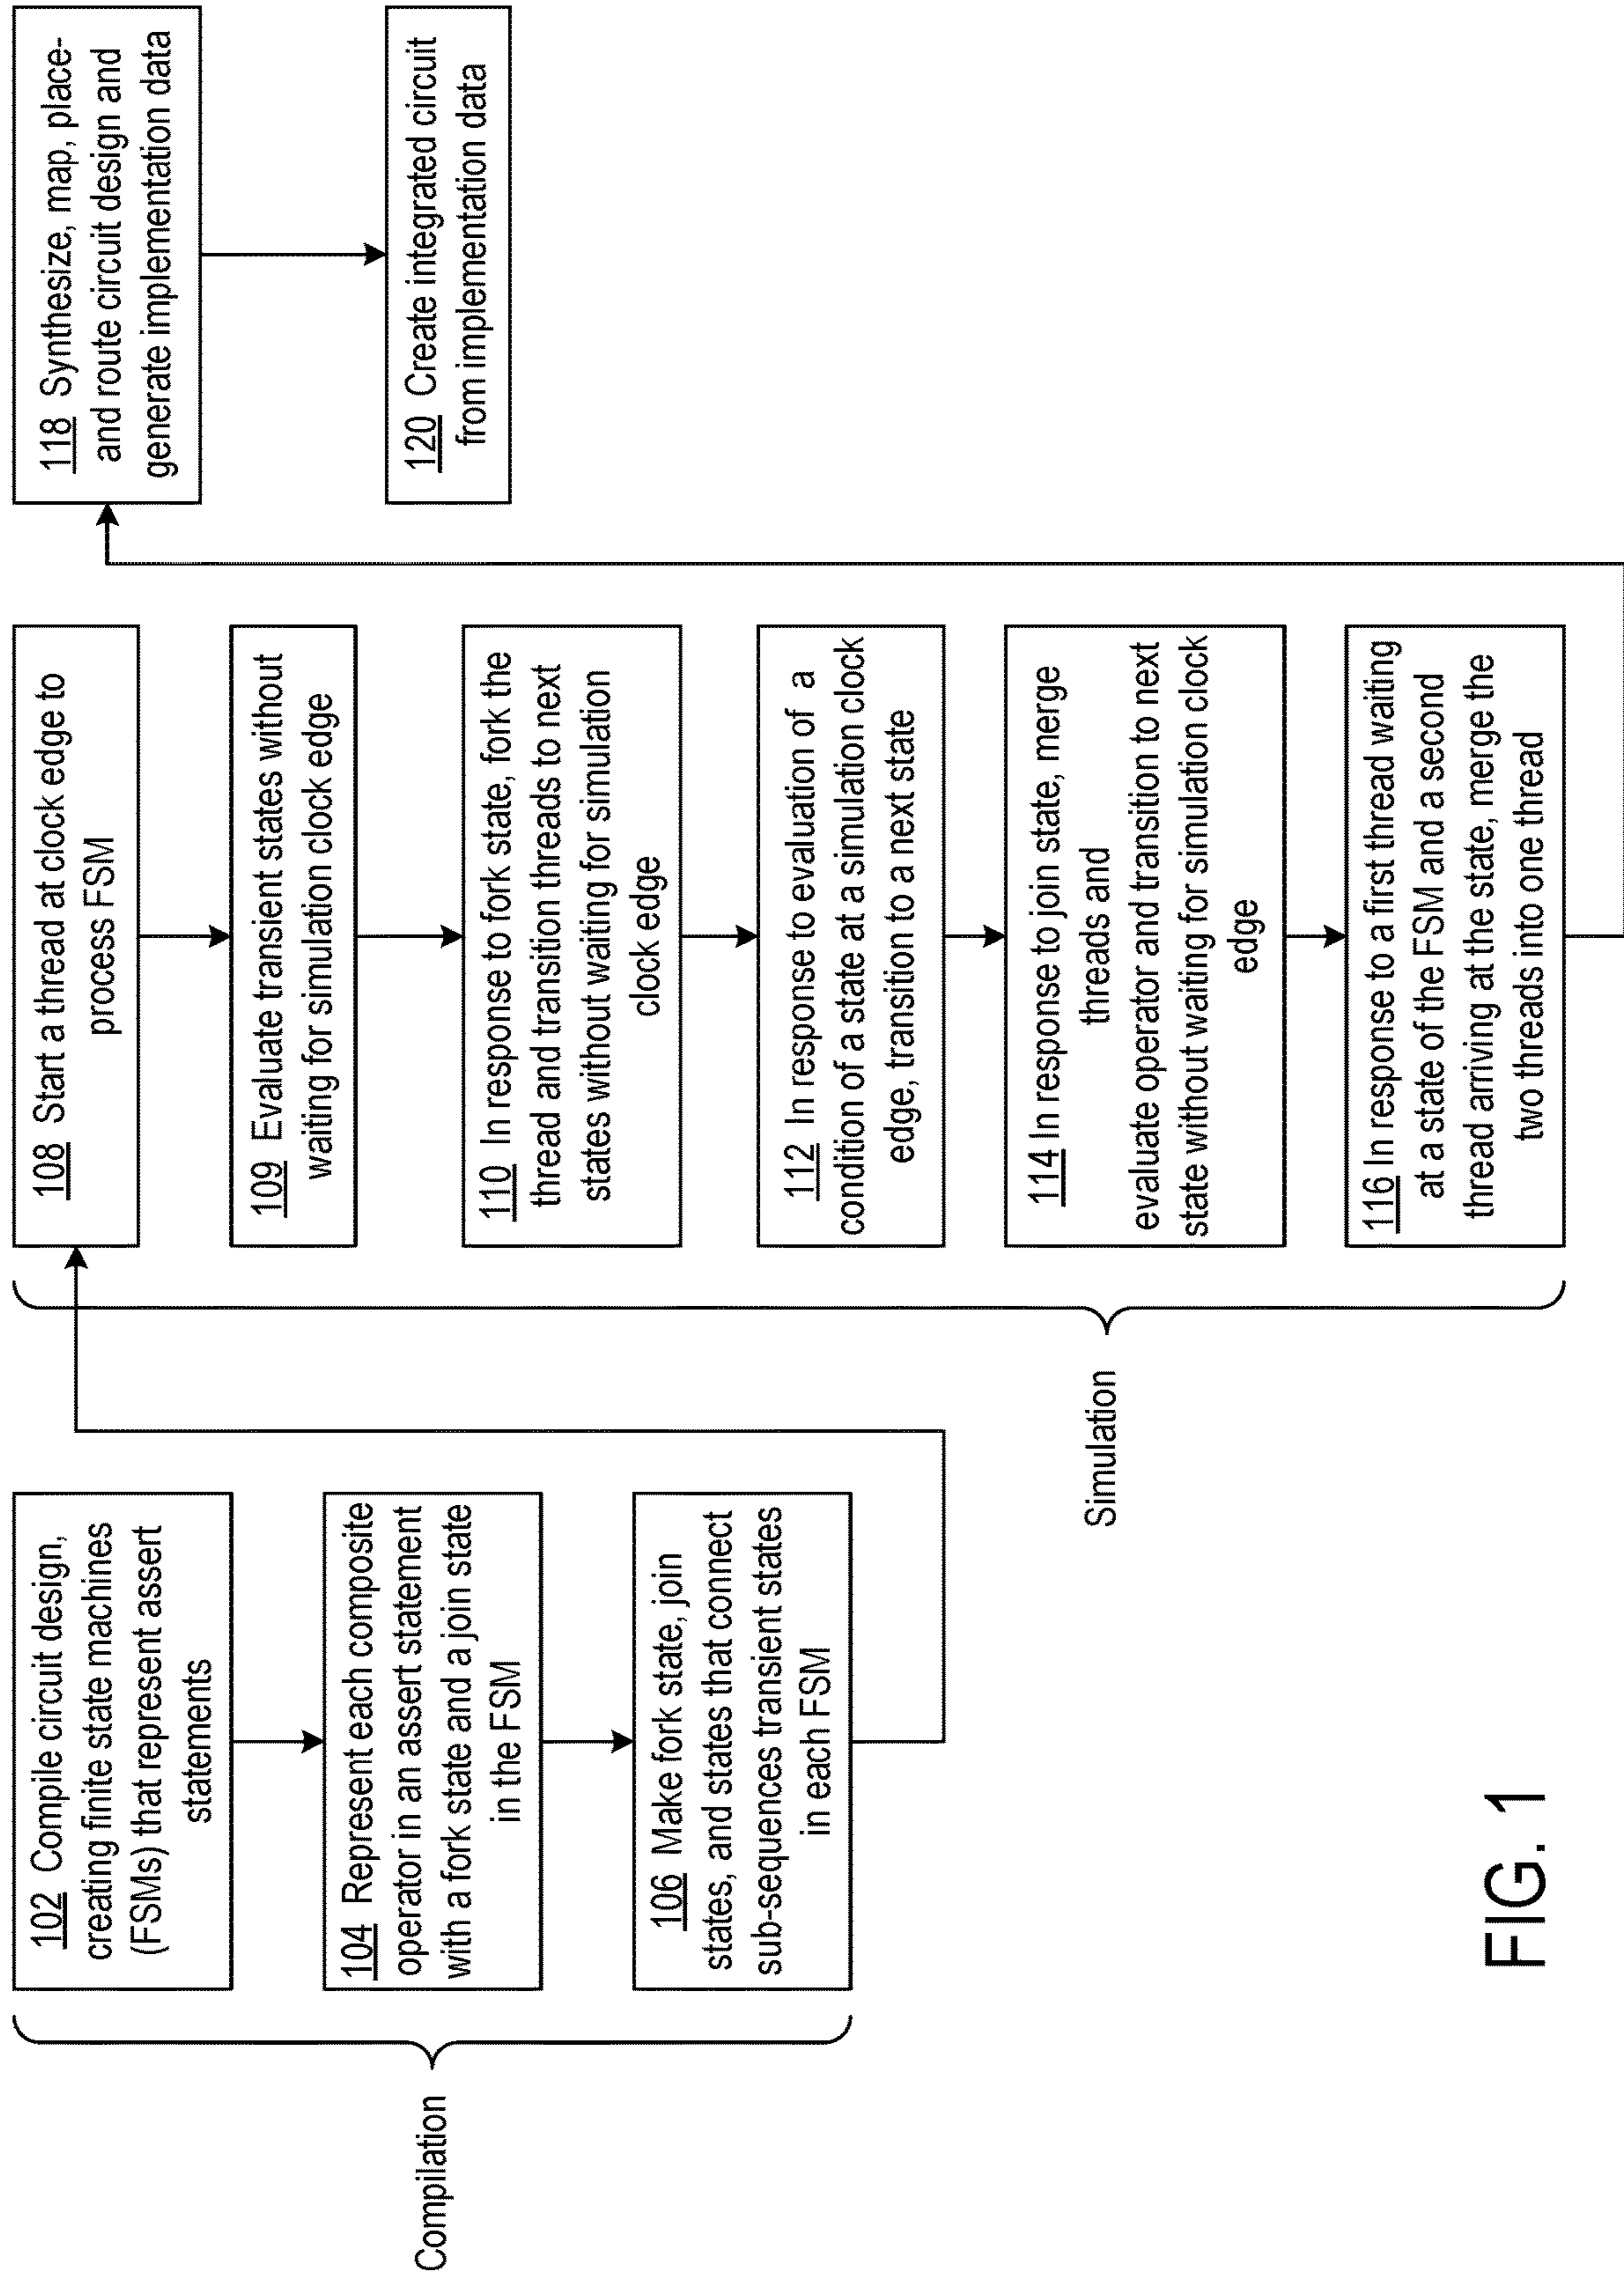 Compilation
102 Compile circuit design,
creating finite state machines
(FSMs) that represent assert
statements
104 Represent each composite
operator in an assert statement
with a fork state and a join state
in the FSM
106 Make fork state, join
states, and states that connect
sub-sequences transient states
in each FSM
Simulation
108 Start a thread at clock edge to
process FSM
109 Evaluate transient states without
waiting for simulation clock edge
110 In response to fork state, fork the
thread and transition threads to next
states without waiting for simulation
clock edge
112 In response to evaluation of a
condition of a state at a simulation clock
edge, transition to a next state
114 In response to join state, merge
threads and
evaluate operator and transition to next
state without waiting for simulation clock
edge
116 In response to a first thread waiting
at a state of the FSM and a second
thread arriving at the state, merge the
two threads into one thread
118 Synthesize, map, place-
and route circuit design and
generate implementation data
120 Create integrated circuit
from implementation data
FIG. 1